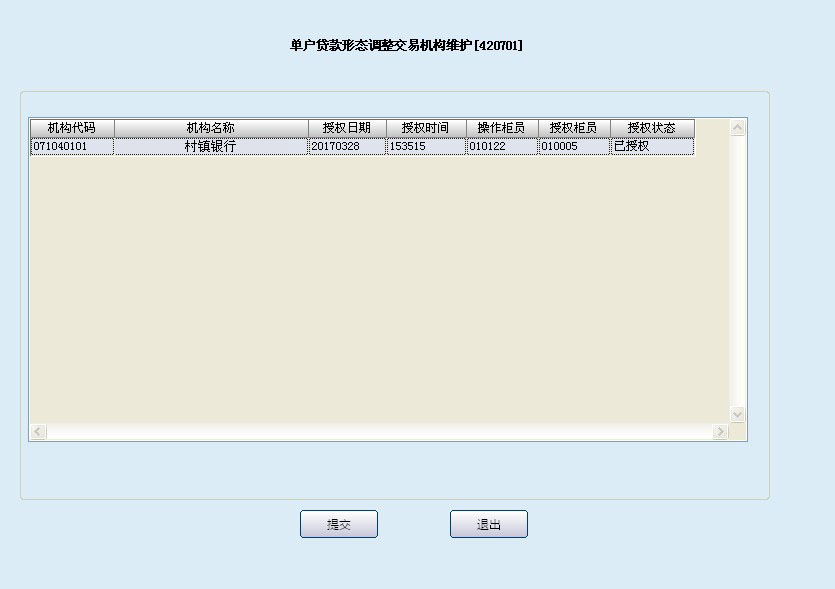 单户贷款形态调整交易机构维护[420701]
机构代码 机构名称 授权日期 授权时间 操作柜员 授权柜员 授权状态
071040101 村镇银行 20170328 153515 010122 010005 已授权
提交 退出